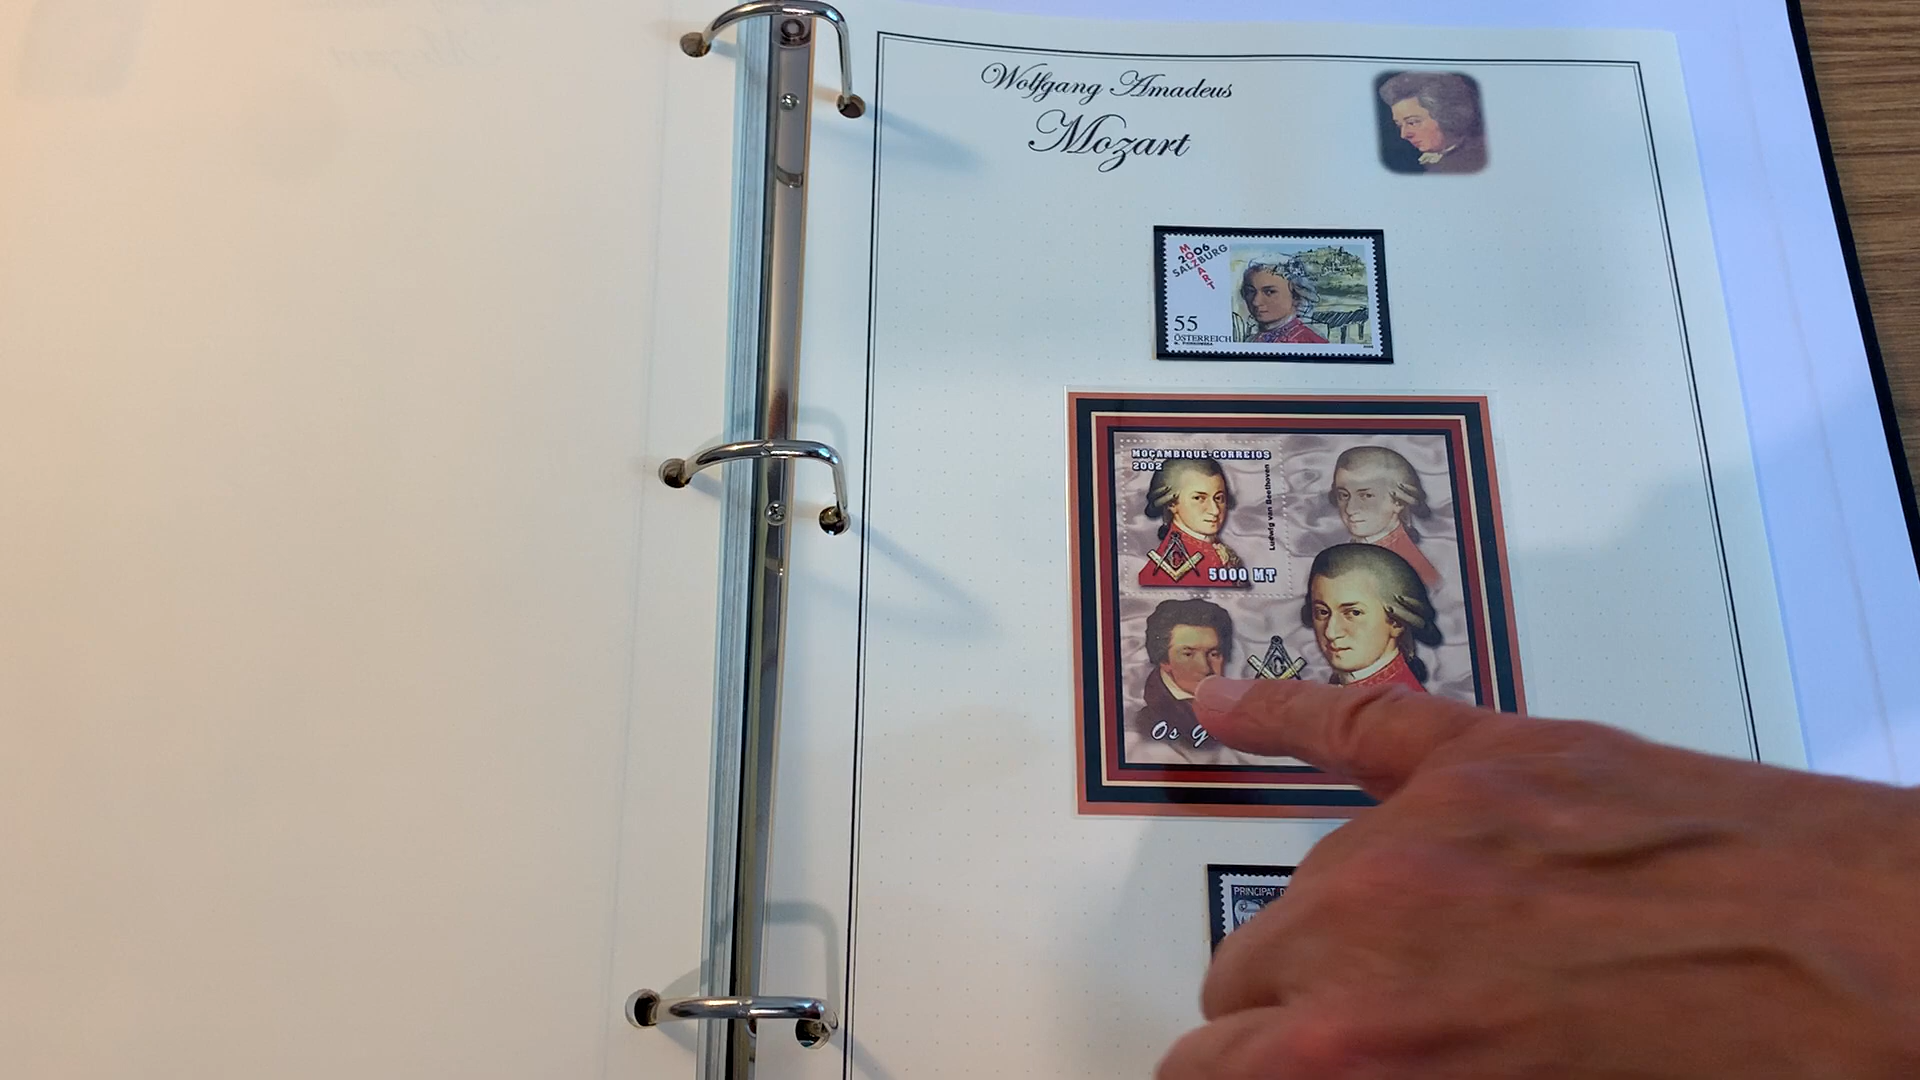 Wolfgang Amadeus
Mozart
2006
MOZART
SALZBURG
55
ÖSTERREICH
MOÇAMBIQUE-CORREIOS
2002
Ludwig van Beethoven
5000 MT
Os
PRINCIPAT